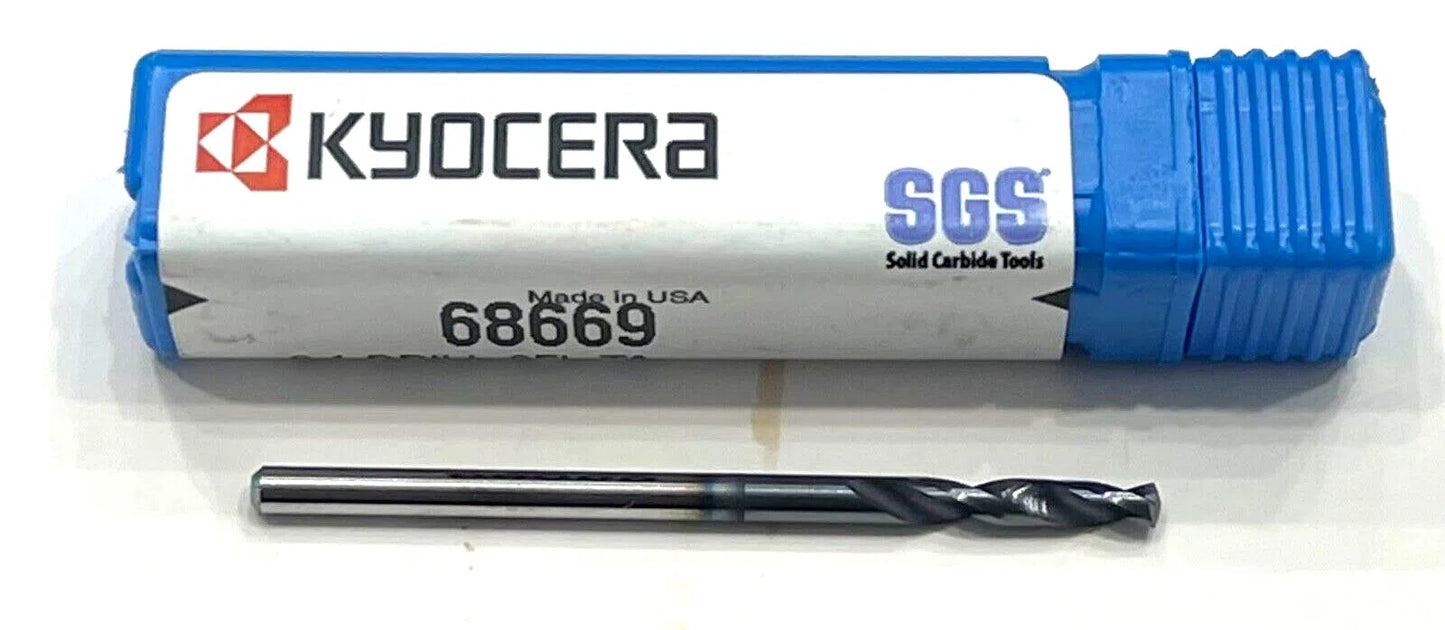 KYOCERA
SGS
Solid Carbide Tools
Made in USA
68669